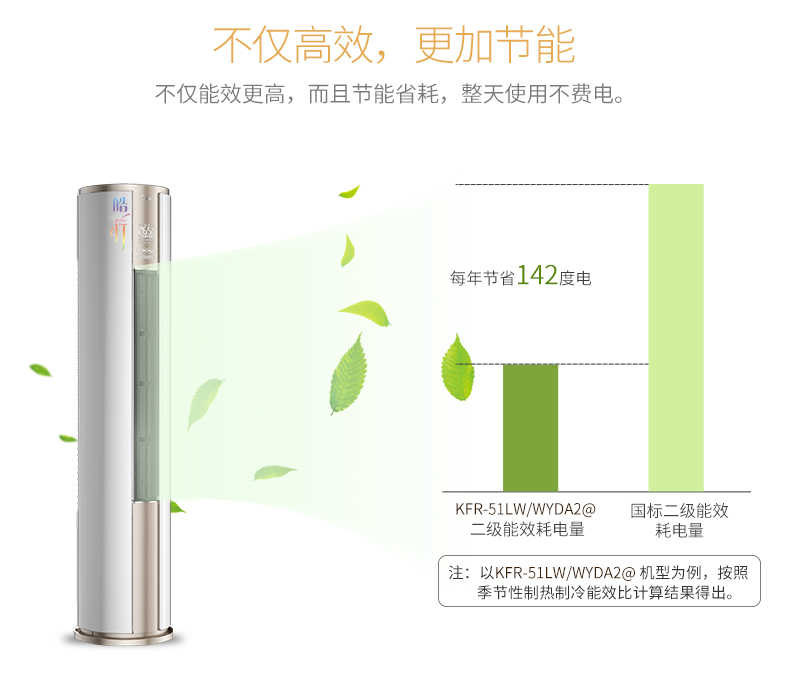 不仅高效，更加节能
不仅能效更高，而且节能省耗，整天使用不费电。
皓
灯
每年节省142度电
KFR-51LW/WYDA2@
二级能效耗电量
国标二级能效
耗电量
注：以KFR-51LW/WYDA2@ 机型为例，按照
季节性制热制冷能效比计算结果得出。